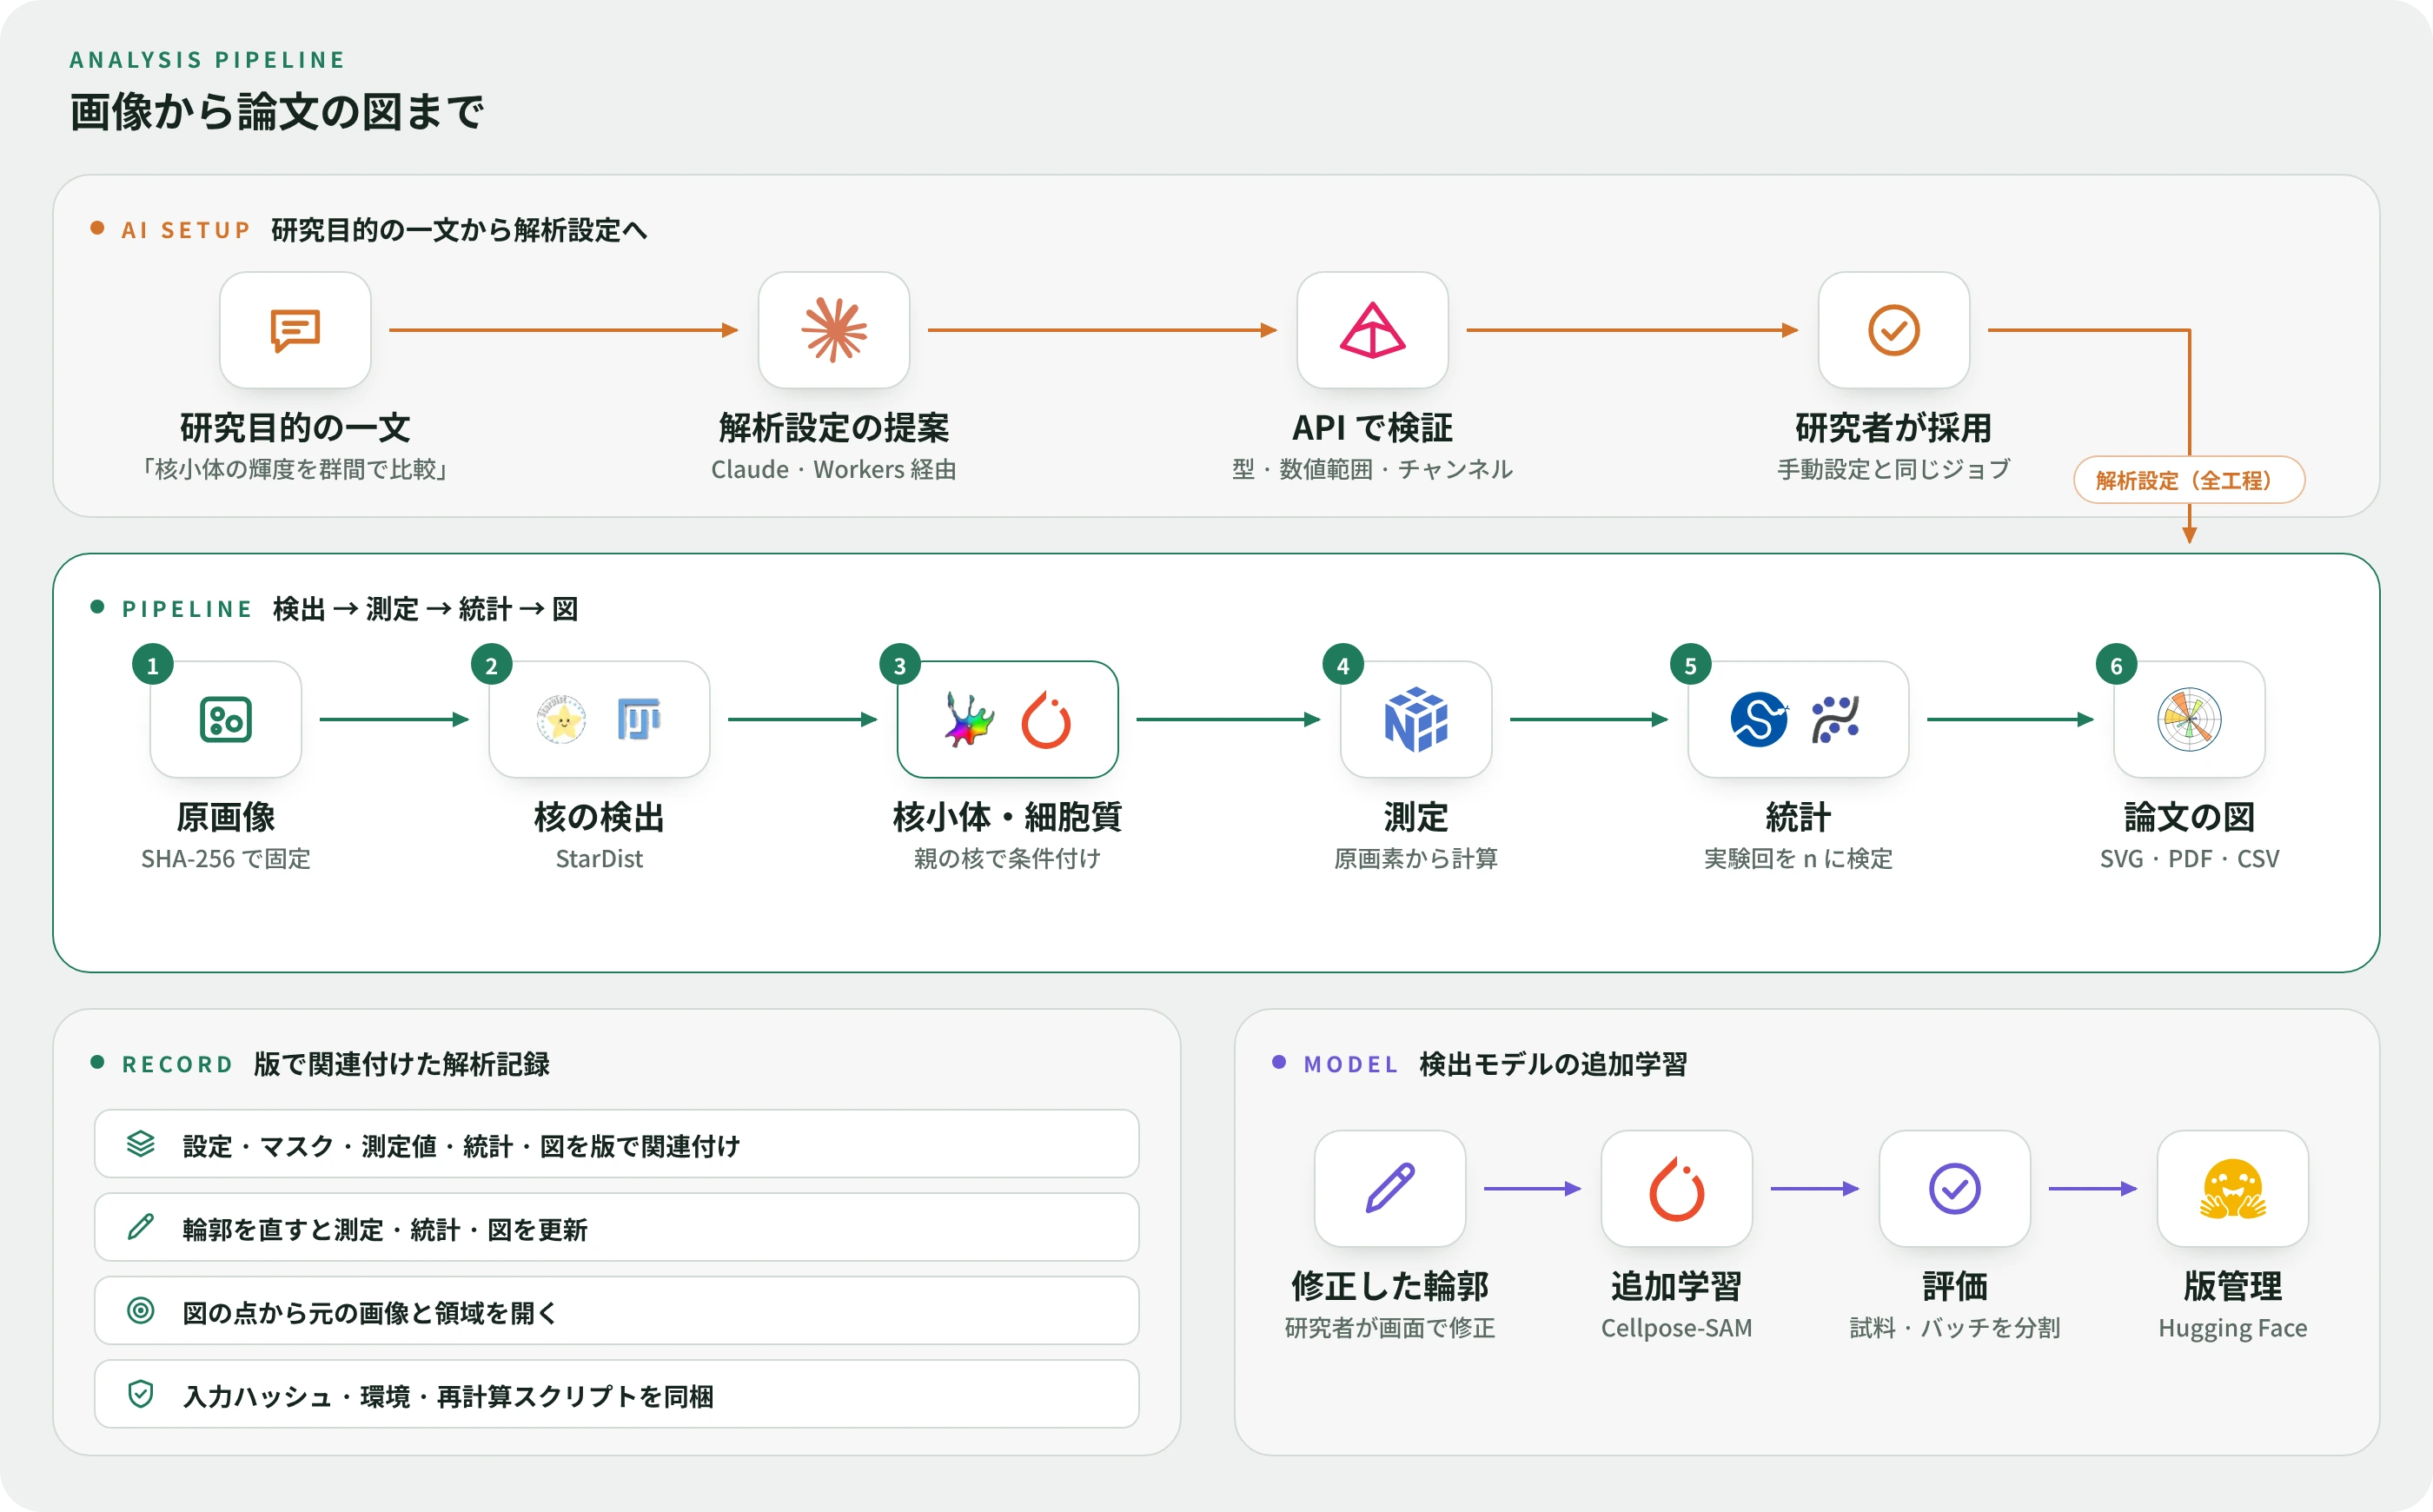 ANALYSIS PIPELINE
画像から論文の図まで
AI SETUP 研究目的の一文から解析設定へ
研究目的の一文
「核小体の輝度を群間で比較」
解析設定の提案
Claude · Workers 経由
API で検証
型 · 数値範囲 · チャンネル
研究者が採用
手動設定と同じジョブ
解析設定（全工程）
PIPELINE 検出 → 測定 → 統計 → 図
1
原画像
SHA-256 で固定
2
核の検出
StarDist
3
核小体・細胞質
親の核で条件付け
4
測定
原画素から計算
5
統計
実験回を n に検定
6
論文の図
SVG · PDF · CSV
RECORD 版で関連付けた解析記録
設定 · マスク · 測定値 · 統計 · 図を版で関連付け
輪郭を直すと測定 · 統計 · 図を更新
図の点から元の画像と領域を開く
入力ハッシュ · 環境 · 再計算スクリプトを同梱
MODEL 検出モデルの追加学習
修正した輪郭
研究者が画面で修正
追加学習
Cellpose-SAM
評価
試料 · バッチを分割
版管理
Hugging Face